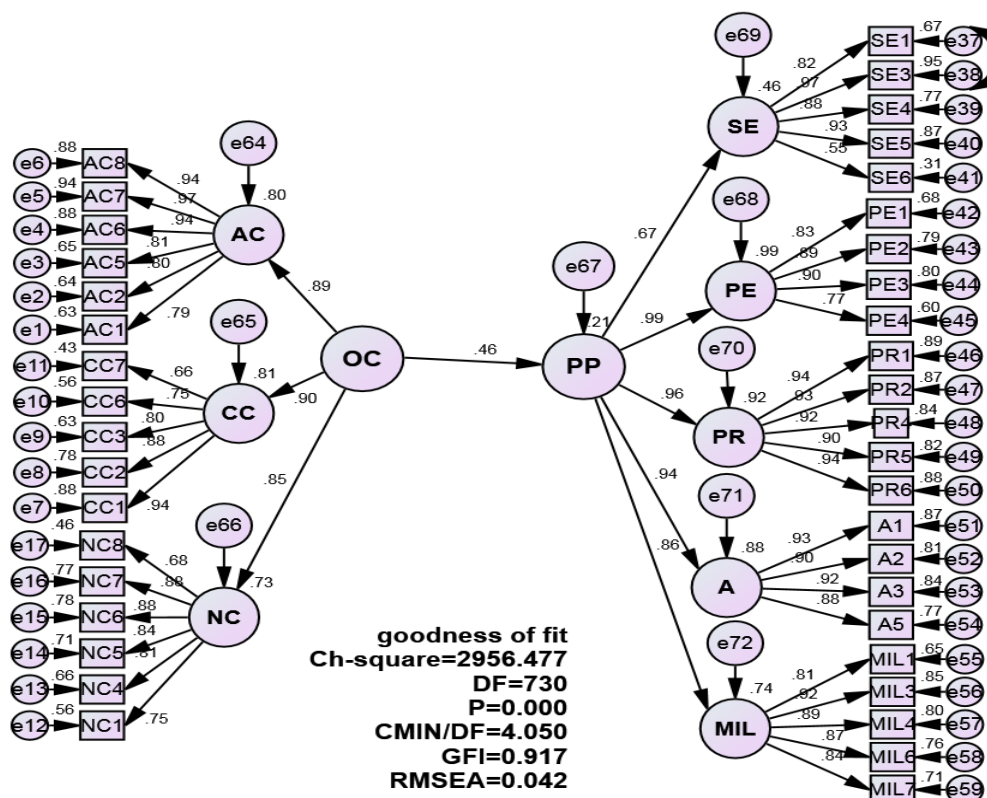 e69
SE1 .67 e37
.82
SE3 .95 e38
.46 .97
SE4 .77 e39
.88
SE
SE5 .87 e40
.93
SE6 .31 e41
.55
e64
e6 .88 AC8
.94
e5 .94 AC7
.97 .80
e4 .88 AC6
.94
AC
e3 .65 AC5
.81
e2 .64 AC2
.80
e1 .63 AC1
.79
.89
e68
PE1 .68 e42
.83
PE2 .79 e43
.99 .89
PE
PE3 .80 e44
.90
PE4 .60 e45
.77
.67
e67
.21
.99
e65
e11 .43 CC7
.66 .81
e10 .56 CC6
.75
OC
.46
PP
.90
e9 .63 CC3
.80
CC
e8 .78 CC2
.88
e7 .88 CC1
.94
e70
PR1 .89 e46
.94
.96
PR2 .87 e47
.92 .93
PR
PR4 .84 e48
.92
PR5 .82 e49
.90
PR6 .88 e50
.94
.85
.94
e66
e17 .46 NC8
.68
e16 .77 NC7
.88 .73
e15 .78 NC6
.88
NC
e14 .71 NC5
.84
e13 .66 NC4
.81
e12 .56 NC1
.75
e71
A1 .87 e51
.93
.86
A2 .81 e52
.88 .90
A
A3 .84 e53
.92
A5 .77 e54
.88
e72
MIL1 .65 e55
.81
MIL3 .85 e56
.74 .92
MIL
MIL4 .80 e57
.89
MIL6 .76 e58
.87
MIL7 .71 e59
.84
goodness of fit
Ch-square=2956.477
DF=730
P=0.000
CMIN/DF=4.050
GFI=0.917
RMSEA=0.042